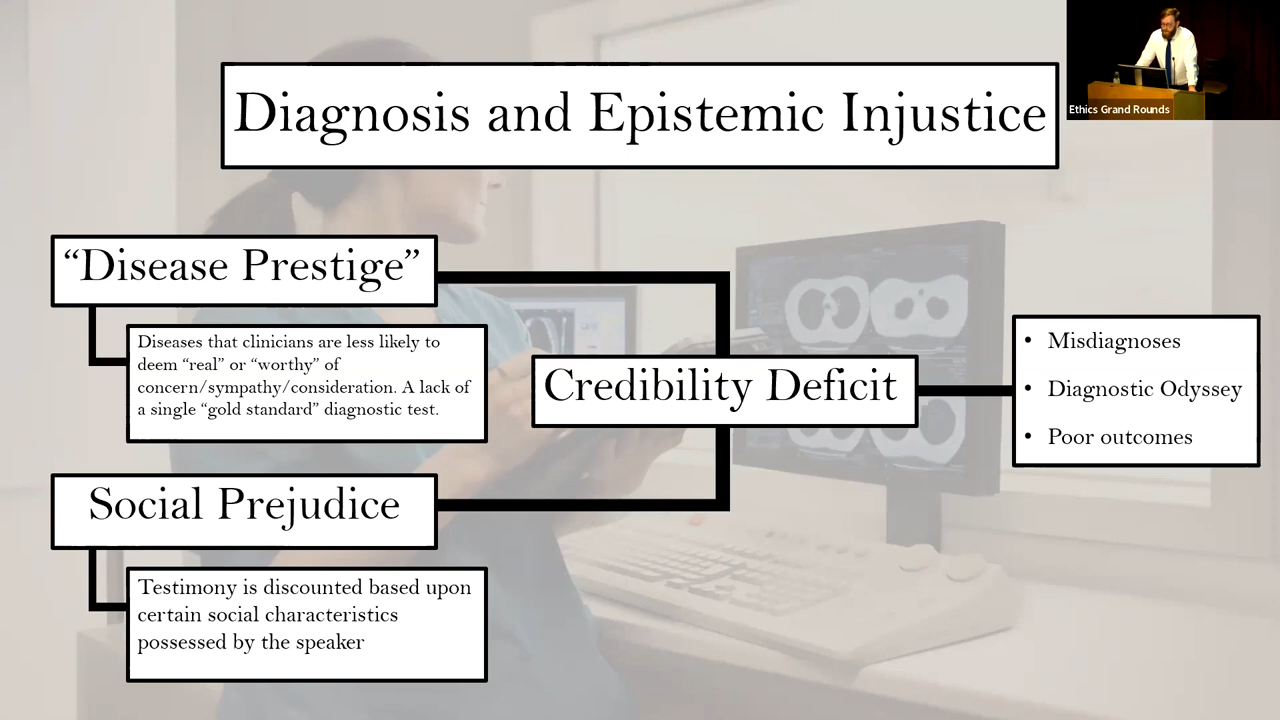 Diagnosis and Epistemic Injustice
Ethics Grand Rounds
“Disease Prestige”
Diseases that clinicians are less likely to
deem “real” or “worthy” of
concern/sympathy/consideration. A lack of
a single “gold standard” diagnostic test.
Social Prejudice
Testimony is discounted based upon
certain social characteristics
possessed by the speaker
Credibility Deficit
• Misdiagnoses
• Diagnostic Odyssey
• Poor outcomes